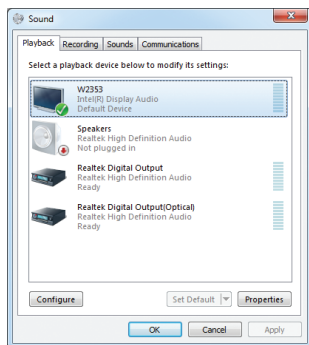 Sound
Playback Recording Sounds Communications
Select a playback device below to modify its settings:
W2353
Intel(R) Display Audio
Default Device
Speakers
Realtek High Definition Audio
Not plugged in
Realtek Digital Output
Realtek High Definition Audio
Ready
Realtek Digital Output(Optical)
Realtek High Definition Audio
Ready
Configure Set Default Properties
OK Cancel Apply